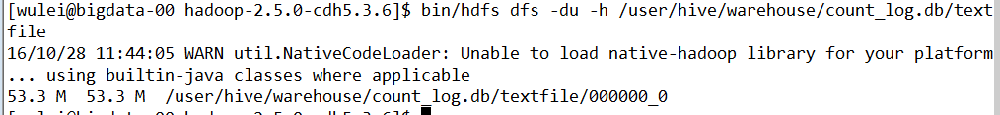 [wulei@bigdata-00 hadoop-2.5.0-cdh5.3.6]$ bin/hdfs dfs -du -h /user/hive/warehouse/count_log.db/text
file
16/10/28 11:44:05 WARN util.NativeCodeLoader: Unable to load native-hadoop library for your platform
... using builtin-java classes where applicable
53.3 M  53.3 M  /user/hive/warehouse/count_log.db/textfile/000000_0
[wulei@bigdata-00 hadoop-2.5.0-cdh5.3.6]$